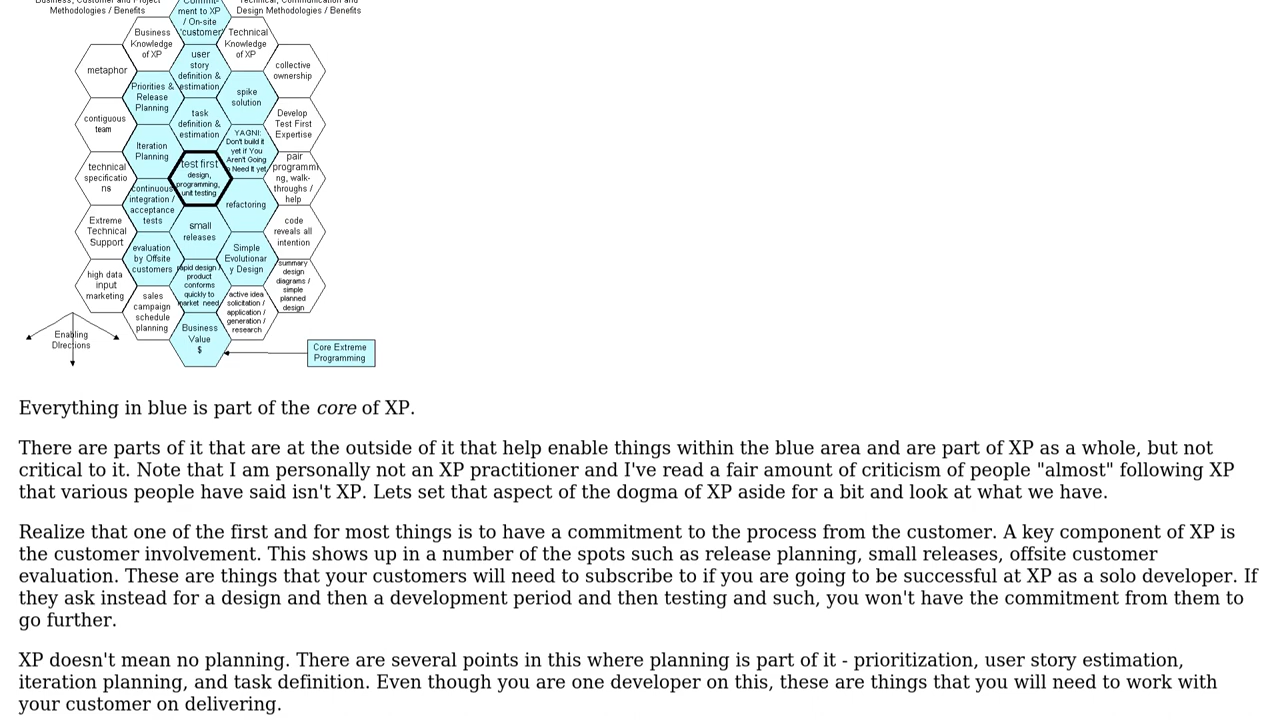 Business, Customer and Project
Methodologies / Benefits
Technical, Communication and
Design Methodologies / Benefits
Commit-
ment to XP
/ On-site
'customer'
Business
Knowledge
of XP
Technical
Knowledge
of XP
metaphor
user
story
definition &
estimation
collective
ownership
Priorities &
Release
Planning
spike
solution
contiguous
team
task
definition &
estimation
Develop
Test First
Expertise
Iteration
Planning
YAGNI:
Don't build it
yet if You
Aren't Going
Need it yet
technical
specificatio
ns
test first
design,
programming,
unit testing
pair
programmi
ng, walk-
throughs /
help
continuous
integration /
acceptance
tests
refactoring
Extreme
Technical
Support
small
releases
code
reveals all
intention
evaluation
by Offsite
customers
Simple
Evolutionar
y Design
high data
input
marketing
rapid design /
product
conforms
quickly to
market need
summary
design
diagrams /
simple
planned
design
sales
campaign
schedule
planning
active idea
solicitation /
application /
generation /
research
Business
Value
$
Enabling
Directions
Core Extreme
Programming
Everything in blue is part of the core of XP.
There are parts of it that are at the outside of it that help enable things within the blue area and are part of XP as a whole, but not
critical to it. Note that I am personally not an XP practitioner and I've read a fair amount of criticism of people "almost" following XP
that various people have said isn't XP. Lets set that aspect of the dogma of XP aside for a bit and look at what we have.
Realize that one of the first and for most things is to have a commitment to the process from the customer. A key component of XP is
the customer involvement. This shows up in a number of the spots such as release planning, small releases, offsite customer
evaluation. These are things that your customers will need to subscribe to if you are going to be successful at XP as a solo developer. If
they ask instead for a design and then a development period and then testing and such, you won't have the commitment from them to
go further.
XP doesn't mean no planning. There are several points in this where planning is part of it - prioritization, user story estimation,
iteration planning, and task definition. Even though you are one developer on this, these are things that you will need to work with
your customer on delivering.